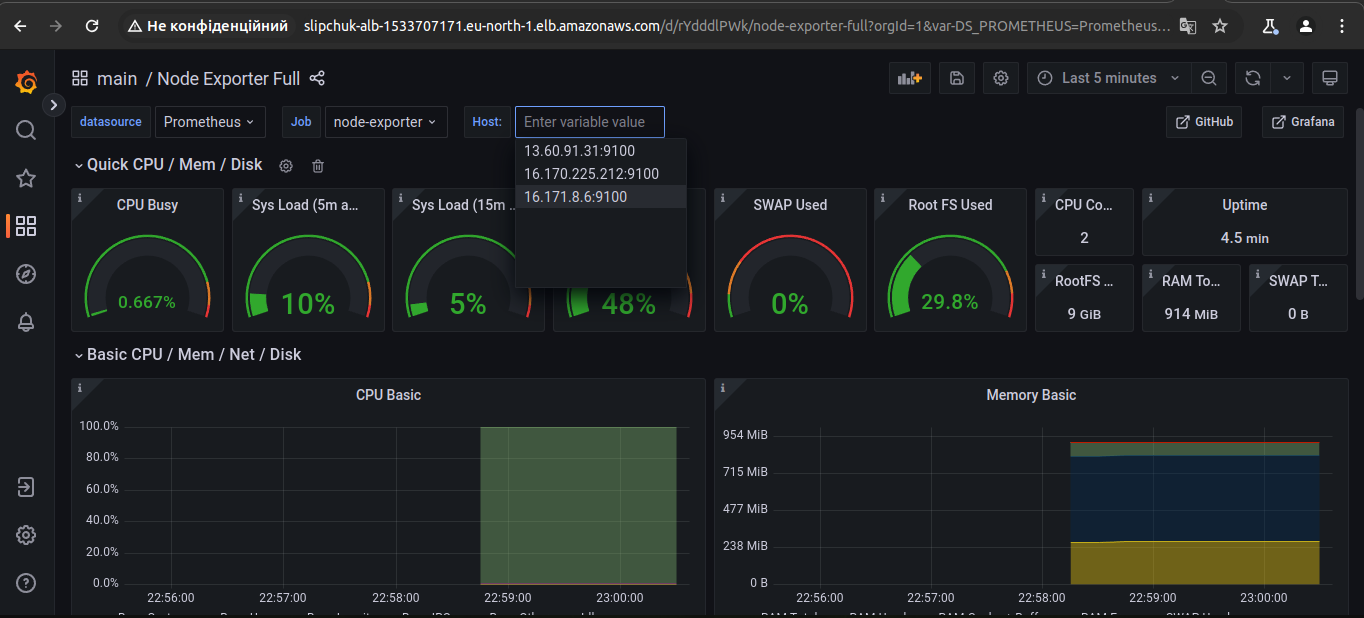 Не конфіденційний slipchuk-alb-1533707171.eu-north-1.elb.amazonaws.com/d/rYdddlPWk/node-exporter-full?orgId=1&var-DS_PROMETHEUS=Prometheus...
main / Node Exporter Full
Last 5 minutes
datasource Prometheus Job node-exporter Host: Enter variable value GitHub Grafana
13.60.91.31:9100
16.170.225.212:9100
16.171.8.6:9100
Quick CPU / Mem / Disk
CPU Busy
0.667%
Sys Load (5m a...
10%
Sys Load (15m ...
5%
48%
SWAP Used
0%
Root FS Used
29.8%
CPU Co...
2
Uptime
4.5 min
RootFS ...
9 GiB
RAM To...
914 MiB
SWAP T...
0 B
Basic CPU / Mem / Net / Disk
CPU Basic
100.0%
80.0%
60.0%
40.0%
20.0%
0.0%
22:56:00 22:57:00 22:58:00 22:59:00 23:00:00
Memory Basic
954 MiB
715 MiB
477 MiB
238 MiB
0 B
22:56:00 22:57:00 22:58:00 22:59:00 23:00:00